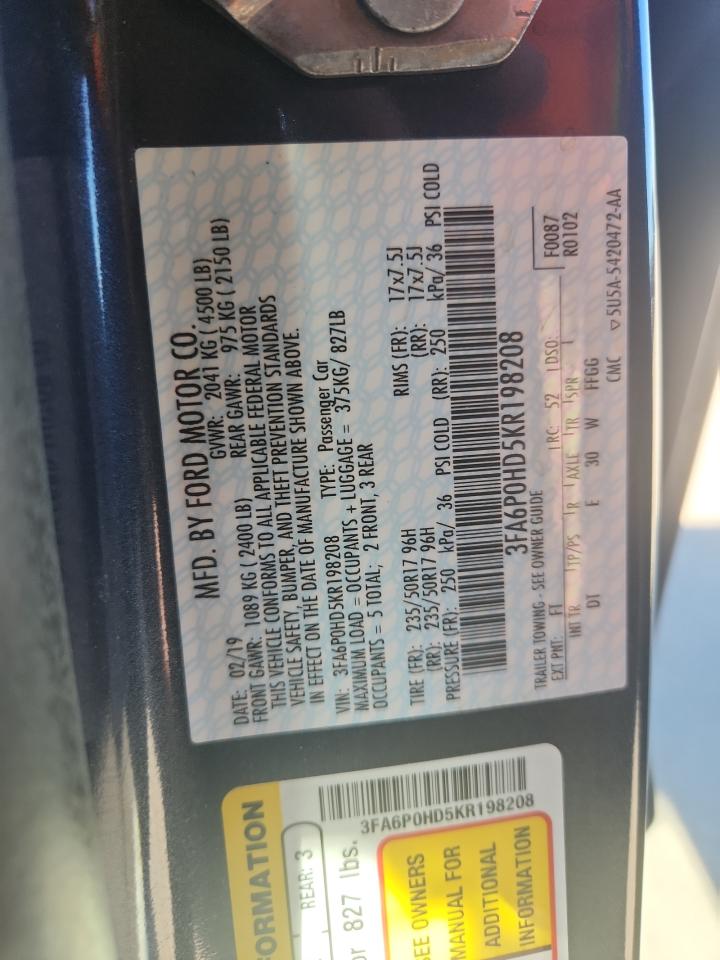 MFD. BY FORD MOTOR CO.
DATE: 02/19 GVWR: 2041 KG ( 4500 LB)
FRONT GAWR: 1089 KG ( 2400 LB) REAR GAWR: 975 KG ( 2150 LB)
THIS VEHICLE CONFORMS TO ALL APPLICABLE FEDERAL MOTOR
VEHICLE SAFETY, BUMPER, AND THEFT PREVENTION STANDARDS
IN EFFECT ON THE DATE OF MANUFACTURE SHOWN ABOVE.
VIN: 3FA6P0HD5KR198208 TYPE: Passenger Car
MAXIMUM LOAD = OCCUPANTS + LUGGAGE = 375KG/ 827LB
OCCUPANTS = 5 TOTAL; 2 FRONT, 3 REAR
TIRE (FR): 235/50R17 96H RIMS (FR): 17x7.5J
(RR): 235/50R17 96H (RR): 17x7.5J
PRESSURE (FR): 250 kPa/ 36 PSI COLD (RR): 250 kPa/ 36 PSI COLD
3FA6P0HD5KR198208
TRAILER TOWING - SEE OWNER GUIDE F0087
EXT PNT: FT RC: 52 DSO: R0102
INT TR TP/PS R AXLE TR SPR
DT E 30 W FFGG
CMC ▽5U5A-5420472-AA
FORMATION
REAR: 3
or 827 lbs.
3FA6P0HD5KR198208
SEE OWNERS
MANUAL FOR
ADDITIONAL
INFORMATION